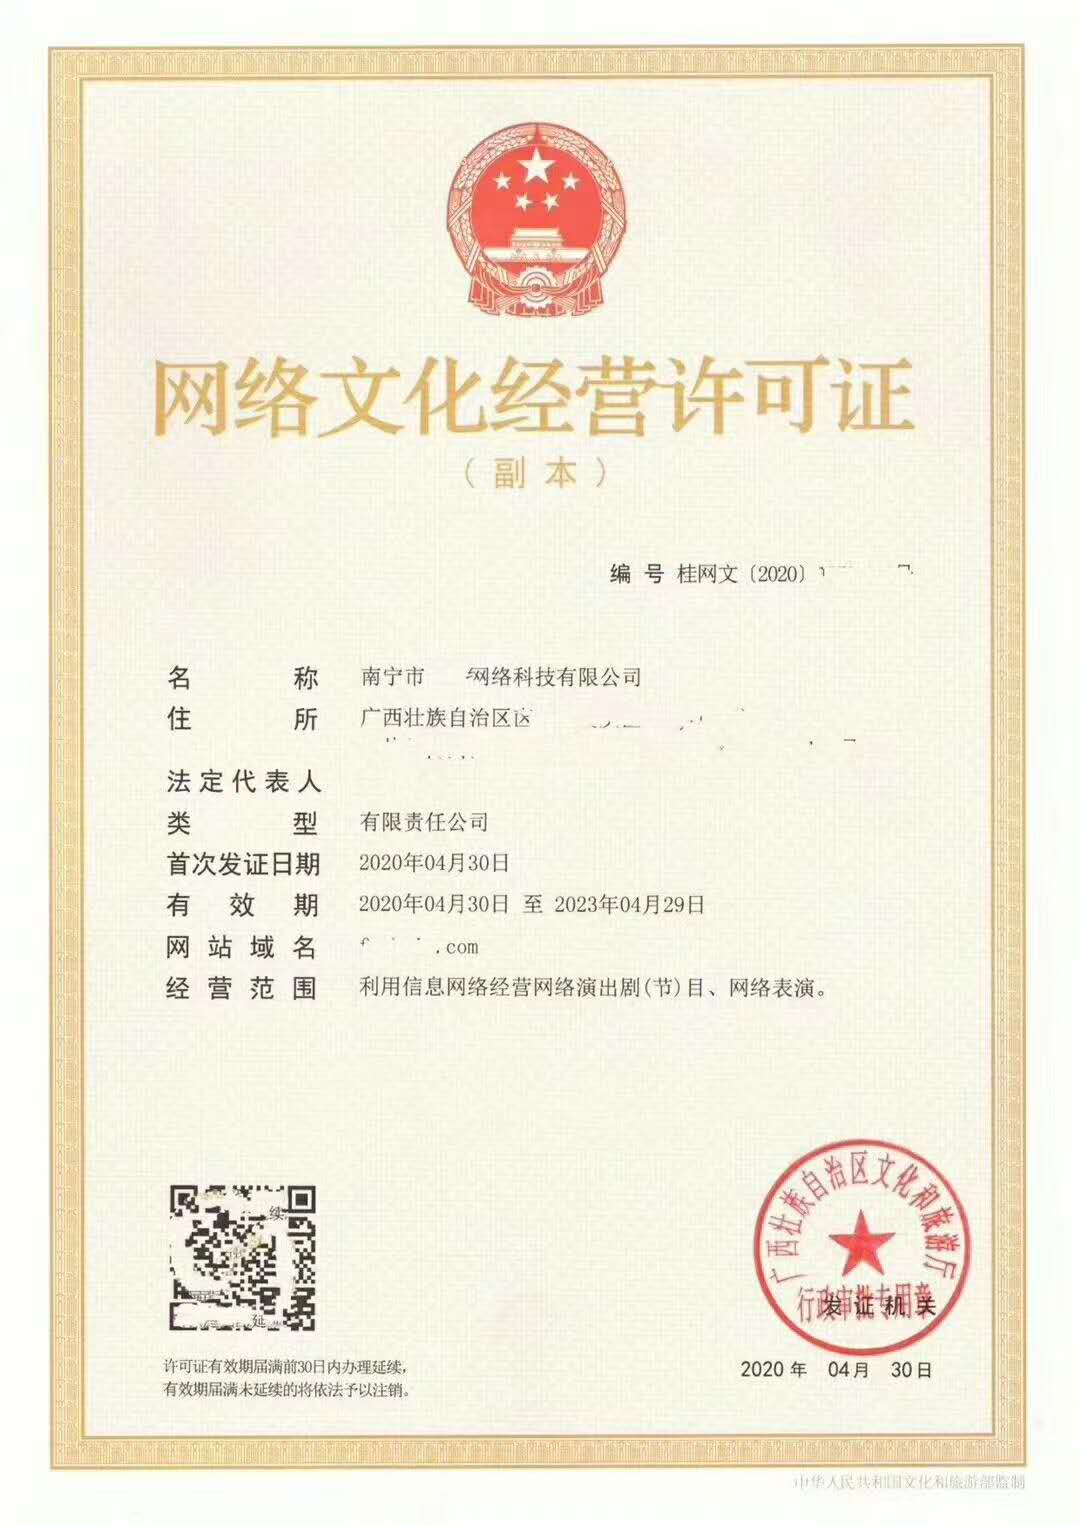 网络文化经营许可证
（副本）
编号 桂网文〔2020〕
名称 南宁市 网络科技有限公司
住所 广西壮族自治区
法定代表人
类型 有限责任公司
首次发证日期 2020年04月30日
有效期 2020年04月30日 至 2023年04月29日
网站域名 .com
经营范围 利用信息网络经营网络演出剧(节)目、网络表演。
续
延
广西壮族自治区文化和旅游厅
行政审批专用章
发证机关
2020 年 04月 30日
许可证有效期届满前30日内办理延续，
有效期届满未延续的将依法予以注销。
中华人民共和国文化和旅游部监制